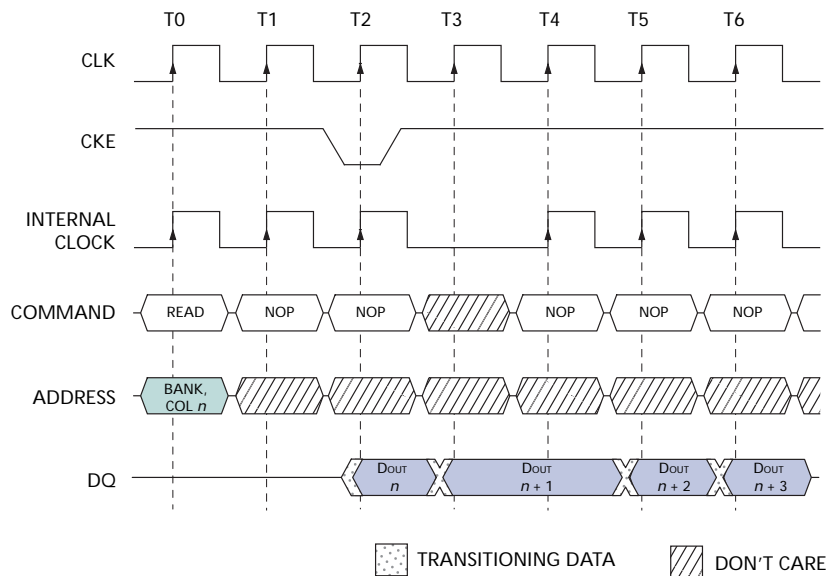 T0 T1 T2 T3 T4 T5 T6
CLK
CKE
INTERNAL
CLOCK
COMMAND READ NOP NOP NOP NOP NOP
ADDRESS BANK,
COL n
DQ DOUT DOUT DOUT DOUT
n n + 1 n + 2 n + 3
TRANSITIONING DATA DON'T CARE